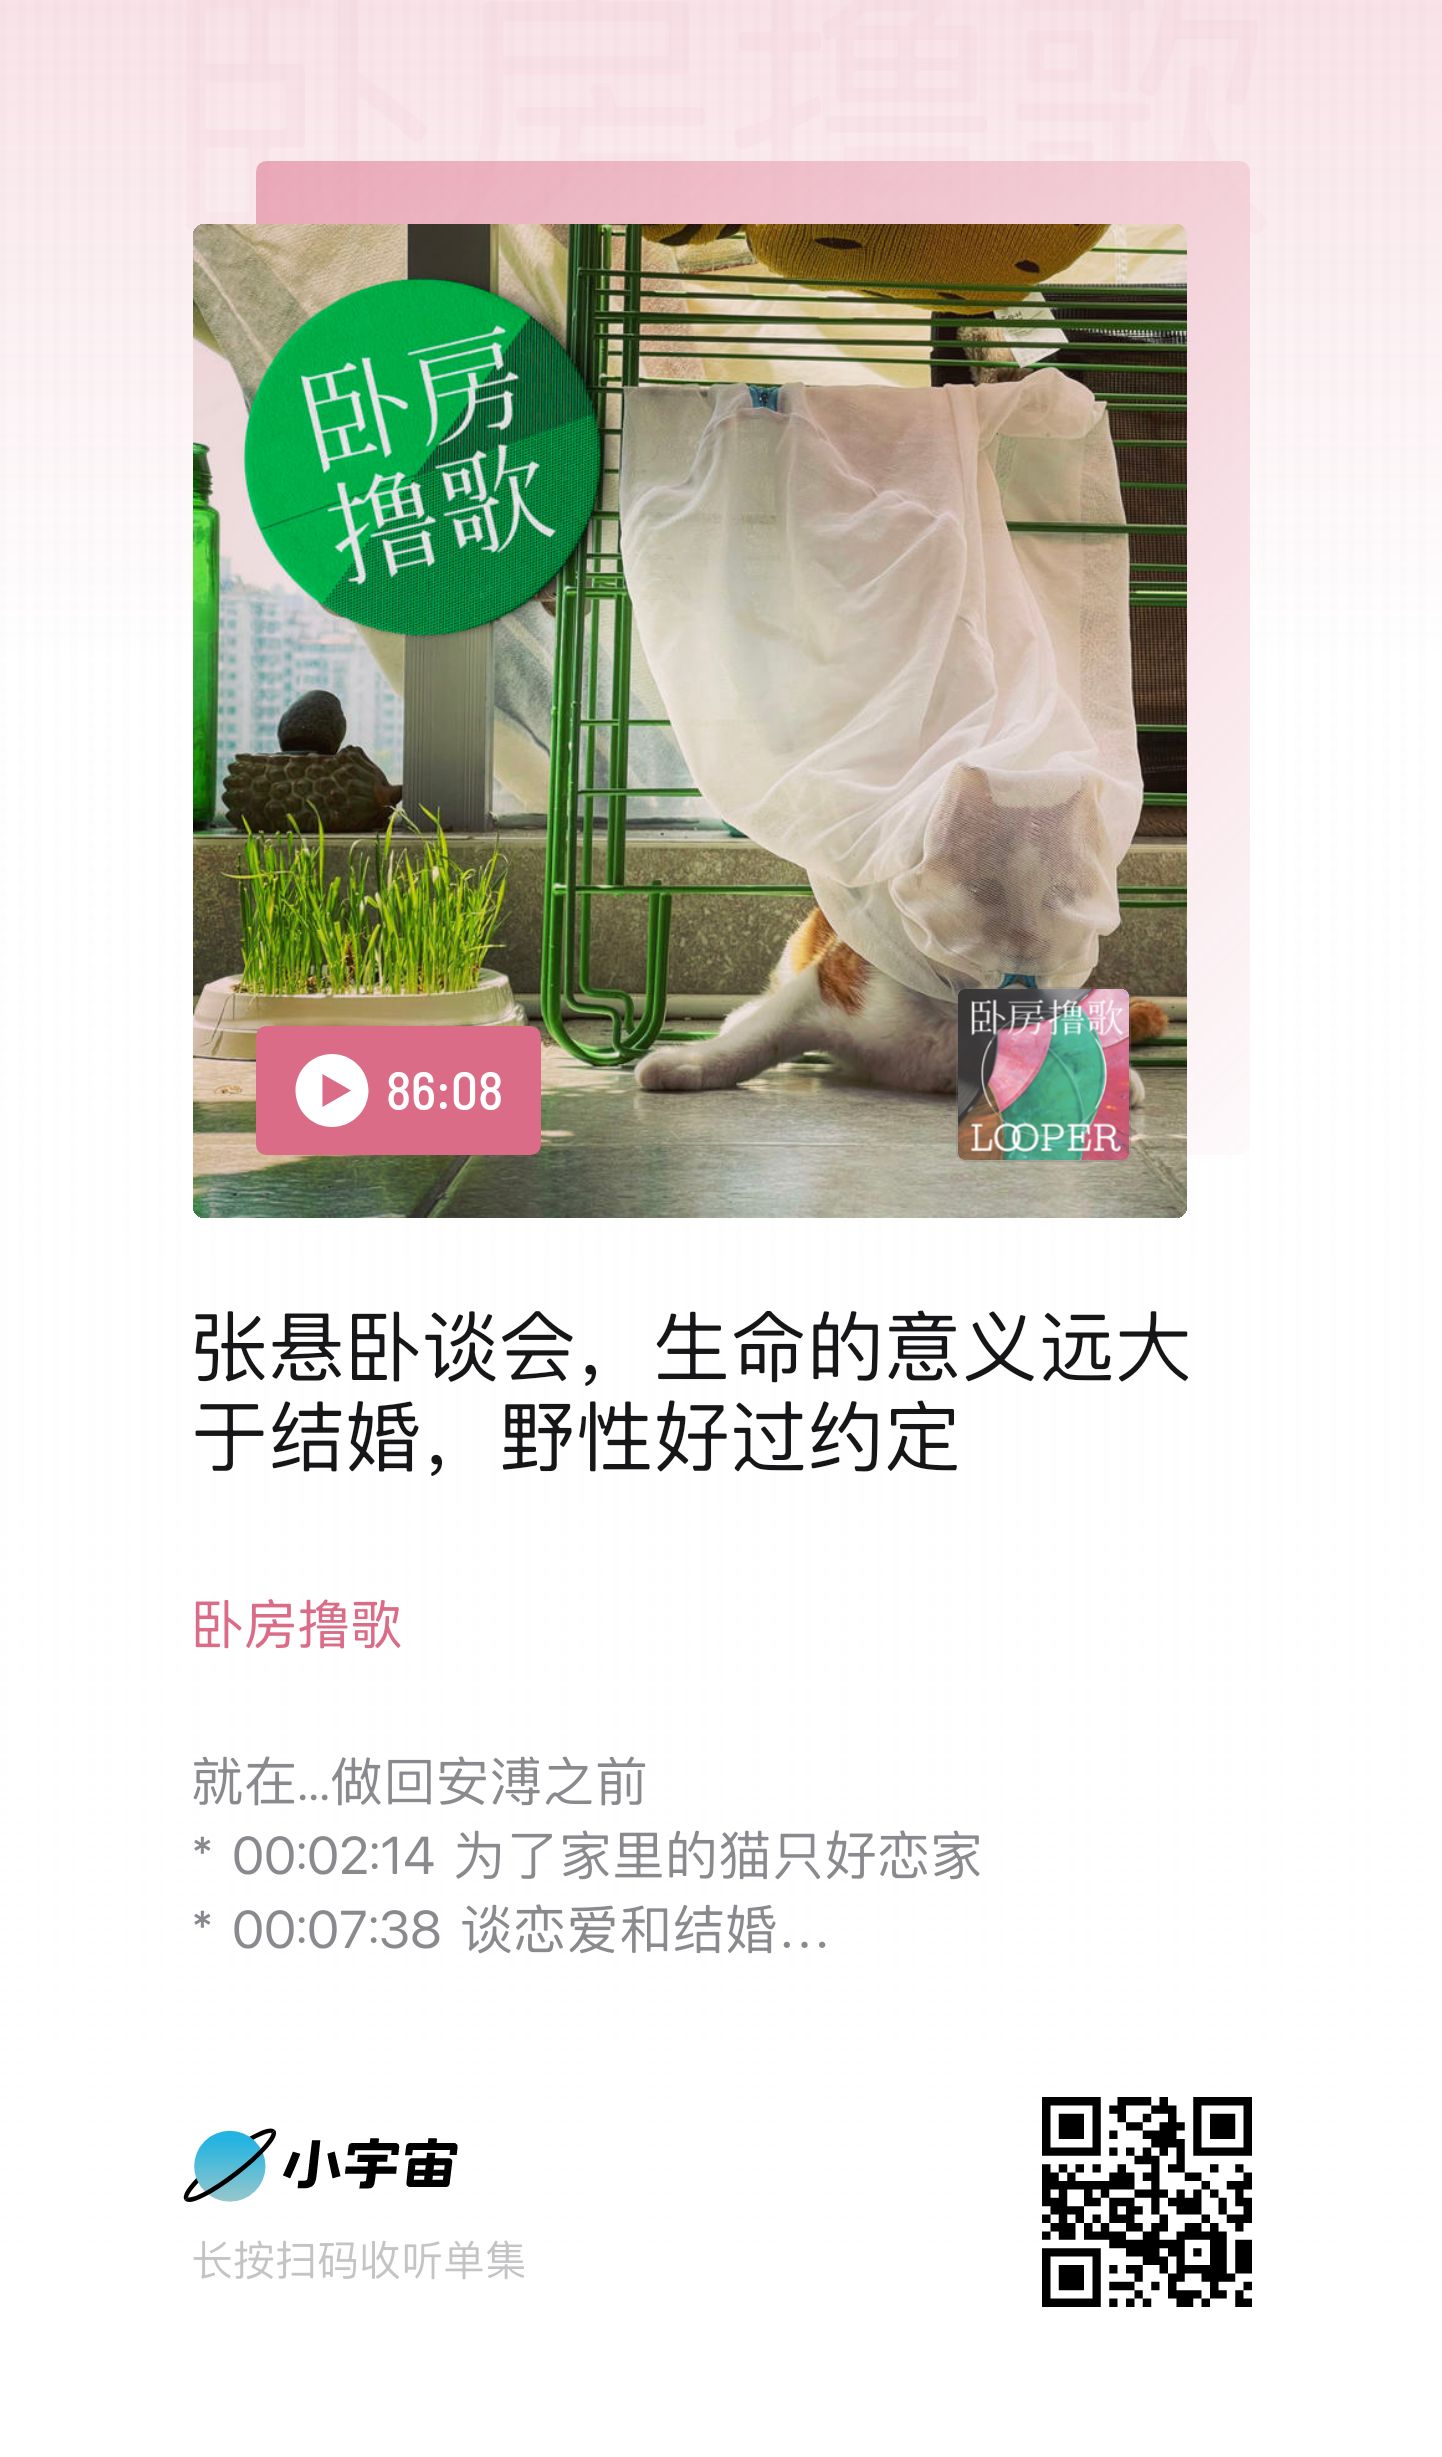 卧房撸歌
卧房
撸歌
86:08
卧房撸歌
LOOPER
张悬卧谈会，生命的意义远大
于结婚，野性好过约定
卧房撸歌
就在...做回安溥之前
* 00:02:14 为了家里的猫只好恋家
* 00:07:38 谈恋爱和结婚...
小宇宙
长按扫码收听单集